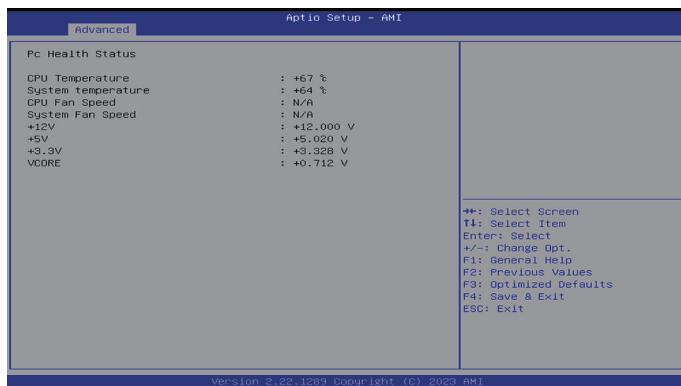 Aptio Setup - AMI
Advanced
Pc Health Status
CPU Temperature : +67 %
System temperature : +64 %
CPU Fan Speed : N/A
System Fan Speed : N/A
+12V : +12.000 V
+5V : +5.020 V
+3.3V : +3.328 V
VCORE : +0.712 V
→←: Select Screen
↑↓: Select Item
Enter: Select
+/-: Change Opt.
F1: General Help
F2: Previous Values
F3: Optimized Defaults
F4: Save & Exit
ESC: Exit
Version 2.22.1289 Copyright (C) 2023 AMI